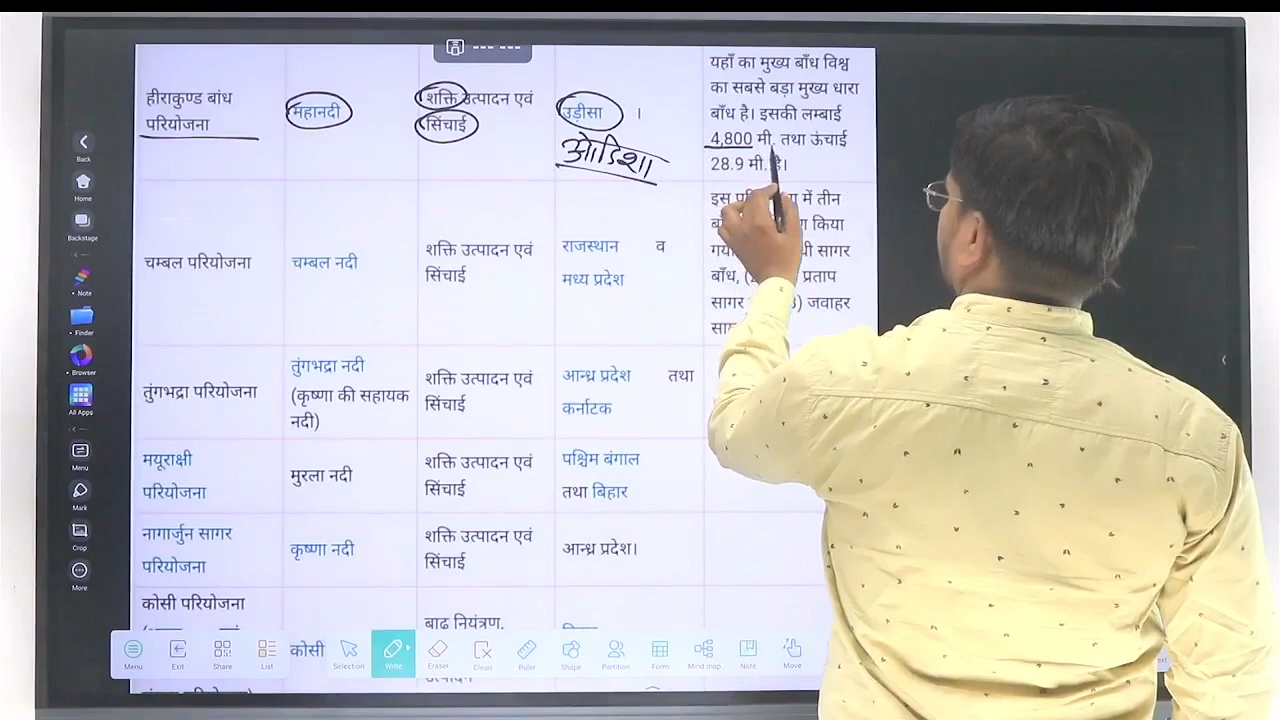 हीराकुण्ड बांध
परियोजना
महानदी
शक्ति उत्पादन एवं
सिंचाई
उड़ीसा ।
ओडिशा
यहाँ का मुख्य बाँध विश्व
का सबसे बड़ा मुख्य धारा
बाँध है। इसकी लम्बाई
4,800 मी. तथा ऊंचाई
28.9 मी. है।
चम्बल परियोजना
चम्बल नदी
शक्ति उत्पादन एवं
सिंचाई
राजस्थान व
मध्य प्रदेश
इस में तीन
किया
सागर
बाँध, प्रताप
सागर जवाहर
तुंगभद्रा परियोजना
तुंगभद्रा नदी
(कृष्णा की सहायक
नदी)
शक्ति उत्पादन एवं
सिंचाई
आन्ध्र प्रदेश तथा
कर्नाटक
मयूराक्षी
परियोजना
मुरला नदी
शक्ति उत्पादन एवं
सिंचाई
पश्चिम बंगाल
तथा बिहार
नागार्जुन सागर
परियोजना
कृष्णा नदी
शक्ति उत्पादन एवं
सिंचाई
आन्ध्र प्रदेश।
कोसी परियोजना
कोसी
बाढ नियंत्रण,
Back
Home
Backstage
Note
Finder
Browser
All Apps
Menu
Mark
Crop
More
Menu
Exit
Share
List
Selection
Write
Eraser
Clean
Ruler
Shape
Partition
Form
Mind map
Note
Move